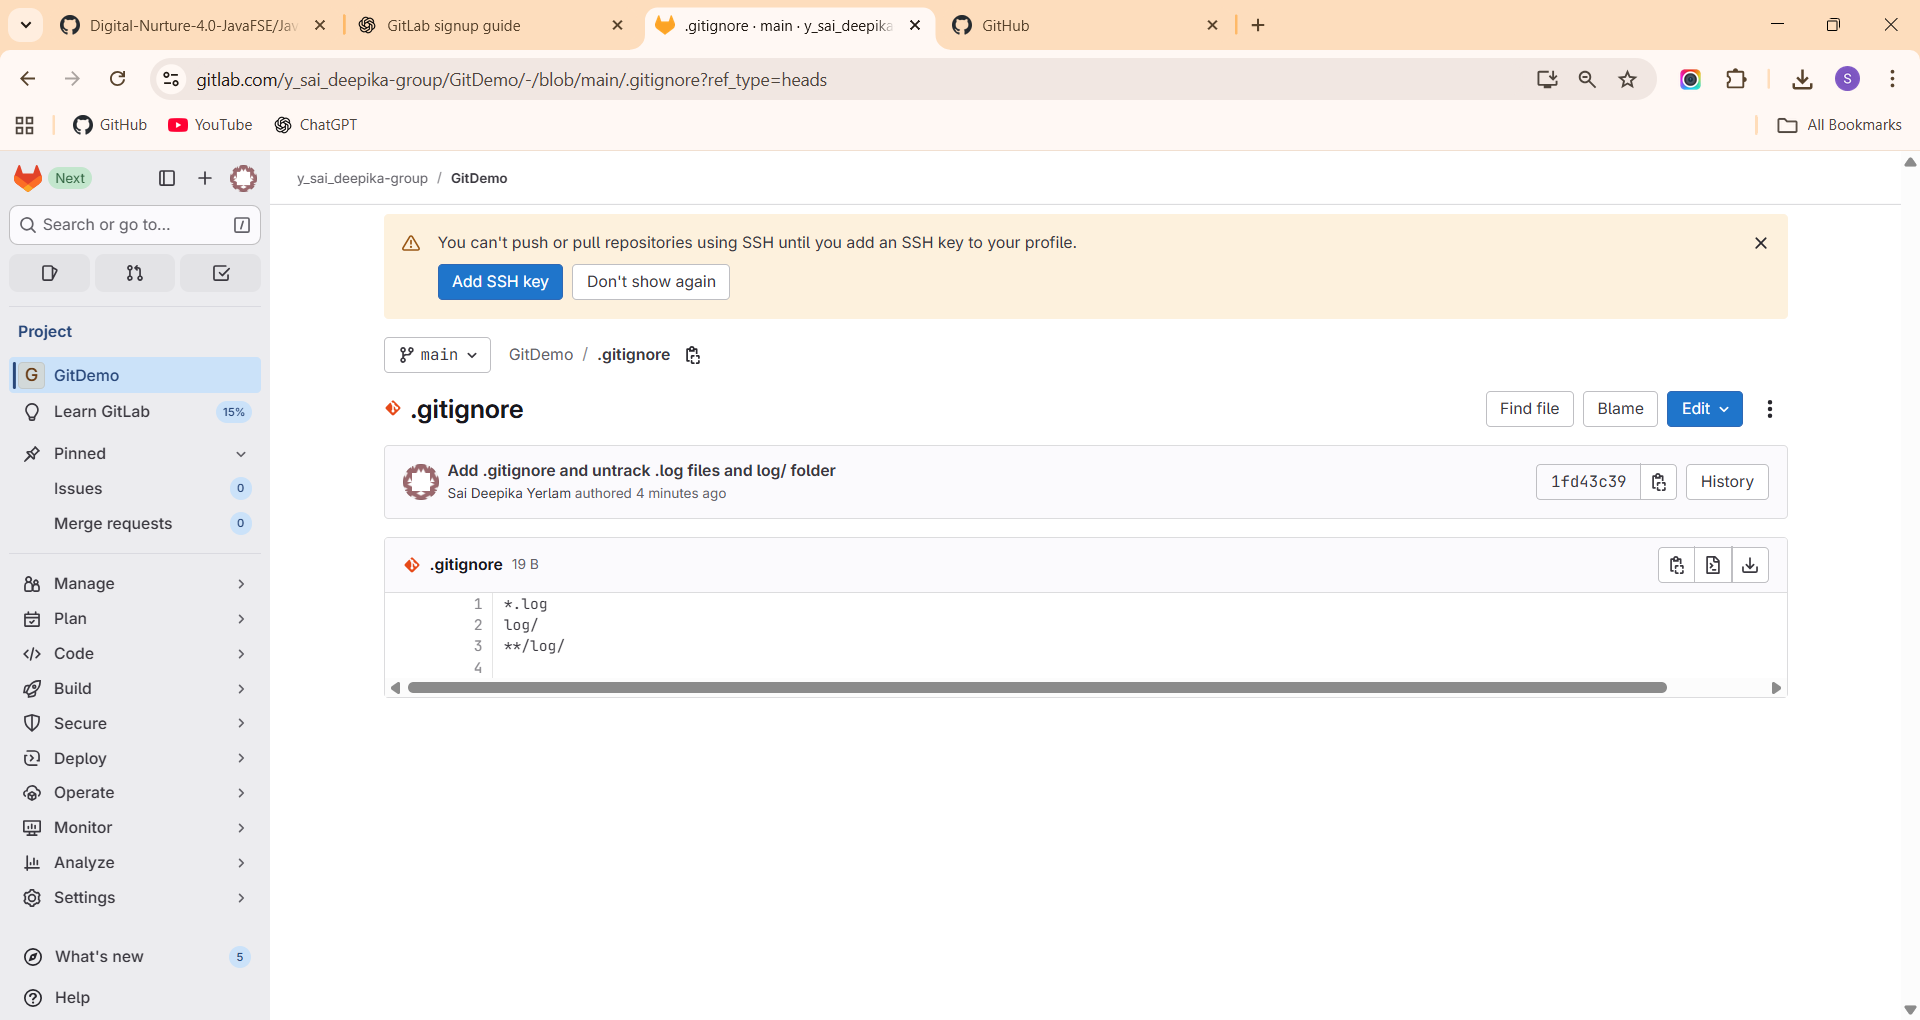 Digital-Nurture-4.0-JavaFSE/Jav
GitLab signup guide
.gitignore · main · y_sai_deepika
GitHub
gitlab.com/y_sai_deepika-group/GitDemo/-/blob/main/.gitignore?ref_type=heads
S
GitHub
YouTube
ChatGPT
All Bookmarks
Next
y_sai_deepika-group / GitDemo
Search or go to... /
You can't push or pull repositories using SSH until you add an SSH key to your profile.
Add SSH key
Don't show again
Project
main
GitDemo / .gitignore
G GitDemo
Learn GitLab 15%
.gitignore
Find file
Blame
Edit
Pinned
Issues 0
Merge requests 0
Add .gitignore and untrack .log files and log/ folder
Sai Deepika Yerlam authored 4 minutes ago
1fd43c39
History
.gitignore 19 B
1 *.log
2 log/
3 **/log/
4
Manage
Plan
Code
Build
Secure
Deploy
Operate
Monitor
Analyze
Settings
What's new 5
Help